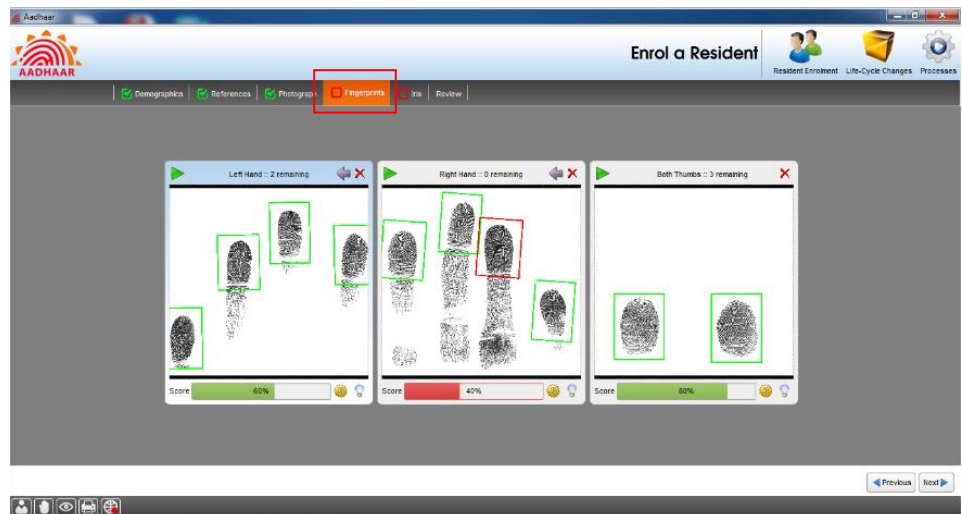 Aadhaar
AADHAAR
Enrol a Resident
Resident Enrolment Life-Cycle Changes Processes
Demographics References Photograph Fingerprints Iris Review
Left Hand :: 2 remaining
Right Hand :: 0 remaining
Both Thumbs :: 3 remaining
Score 60%
Score 40%
Score 80%
Previous Next